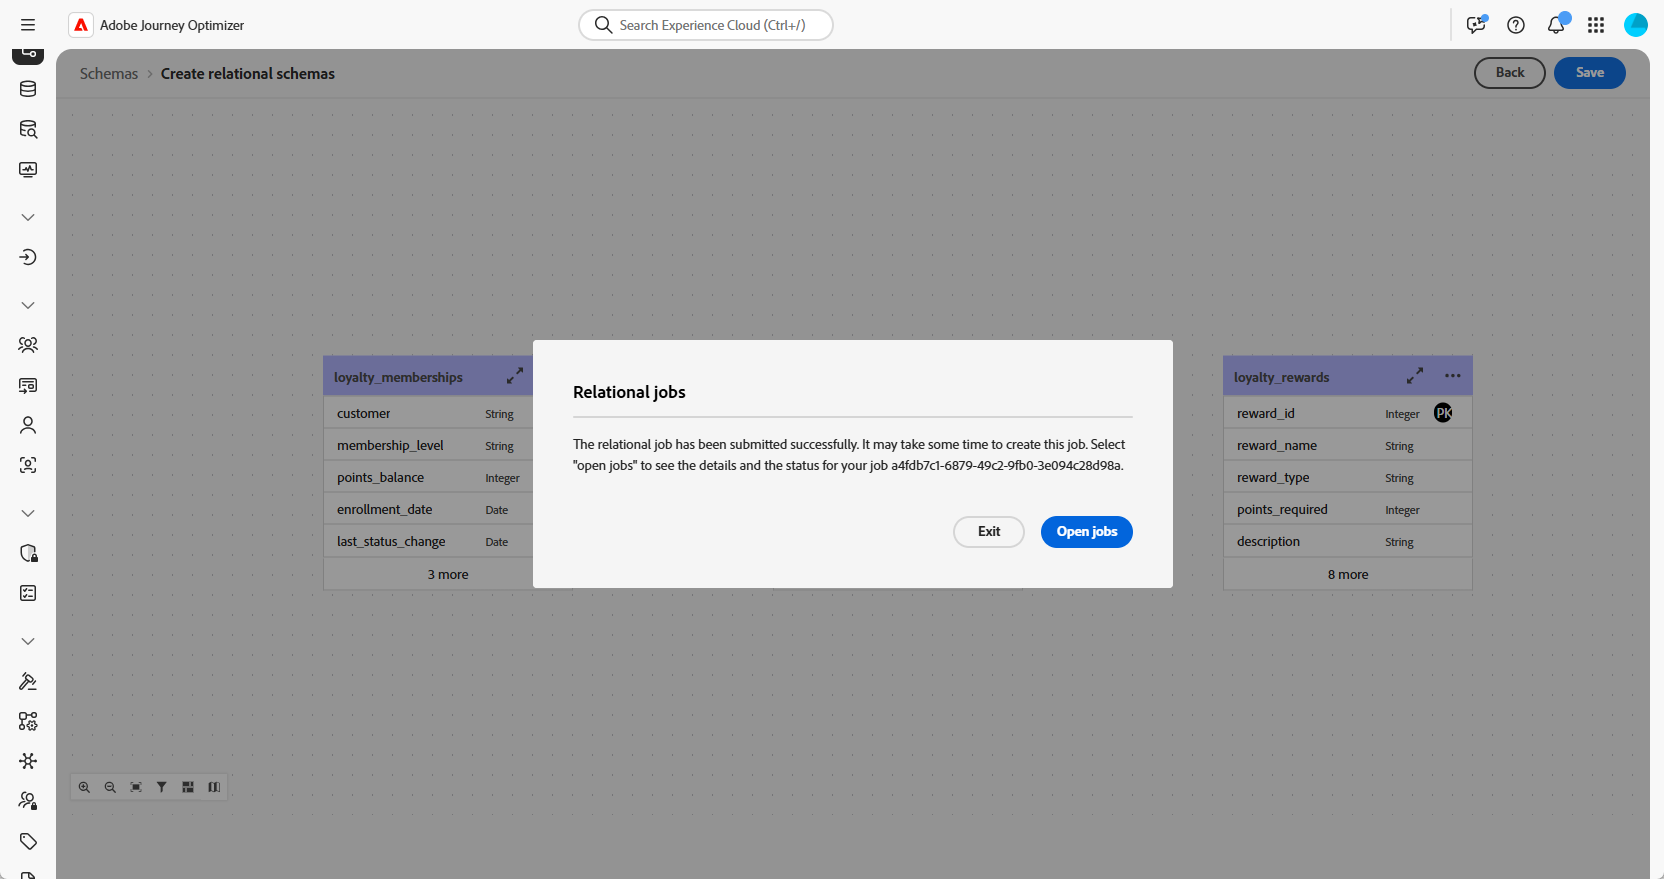 Adobe Journey Optimizer
Search Experience Cloud (Ctrl+/)
Schemas > Create relational schemas
Back
Save
loyalty_memberships
customer String
membership_level String
points_balance Integer
enrollment_date Date
last_status_change Date
3 more
Relational jobs
The relational job has been submitted successfully. It may take some time to create this job. Select
"open jobs" to see the details and the status for your job a4fdb7c1-6879-49c2-9fb0-3e094c28d98a.
Exit
Open jobs
loyalty_rewards
reward_id Integer PK
reward_name String
reward_type String
points_required Integer
description String
8 more